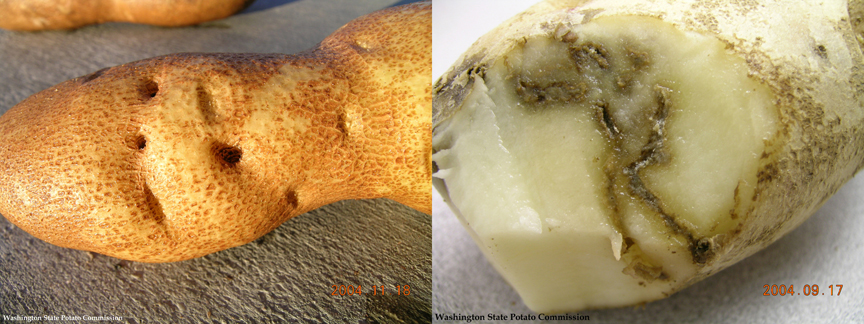 2004.11.18
Washington State Potato Commission
2004.09.17
Washington State Potato Commission